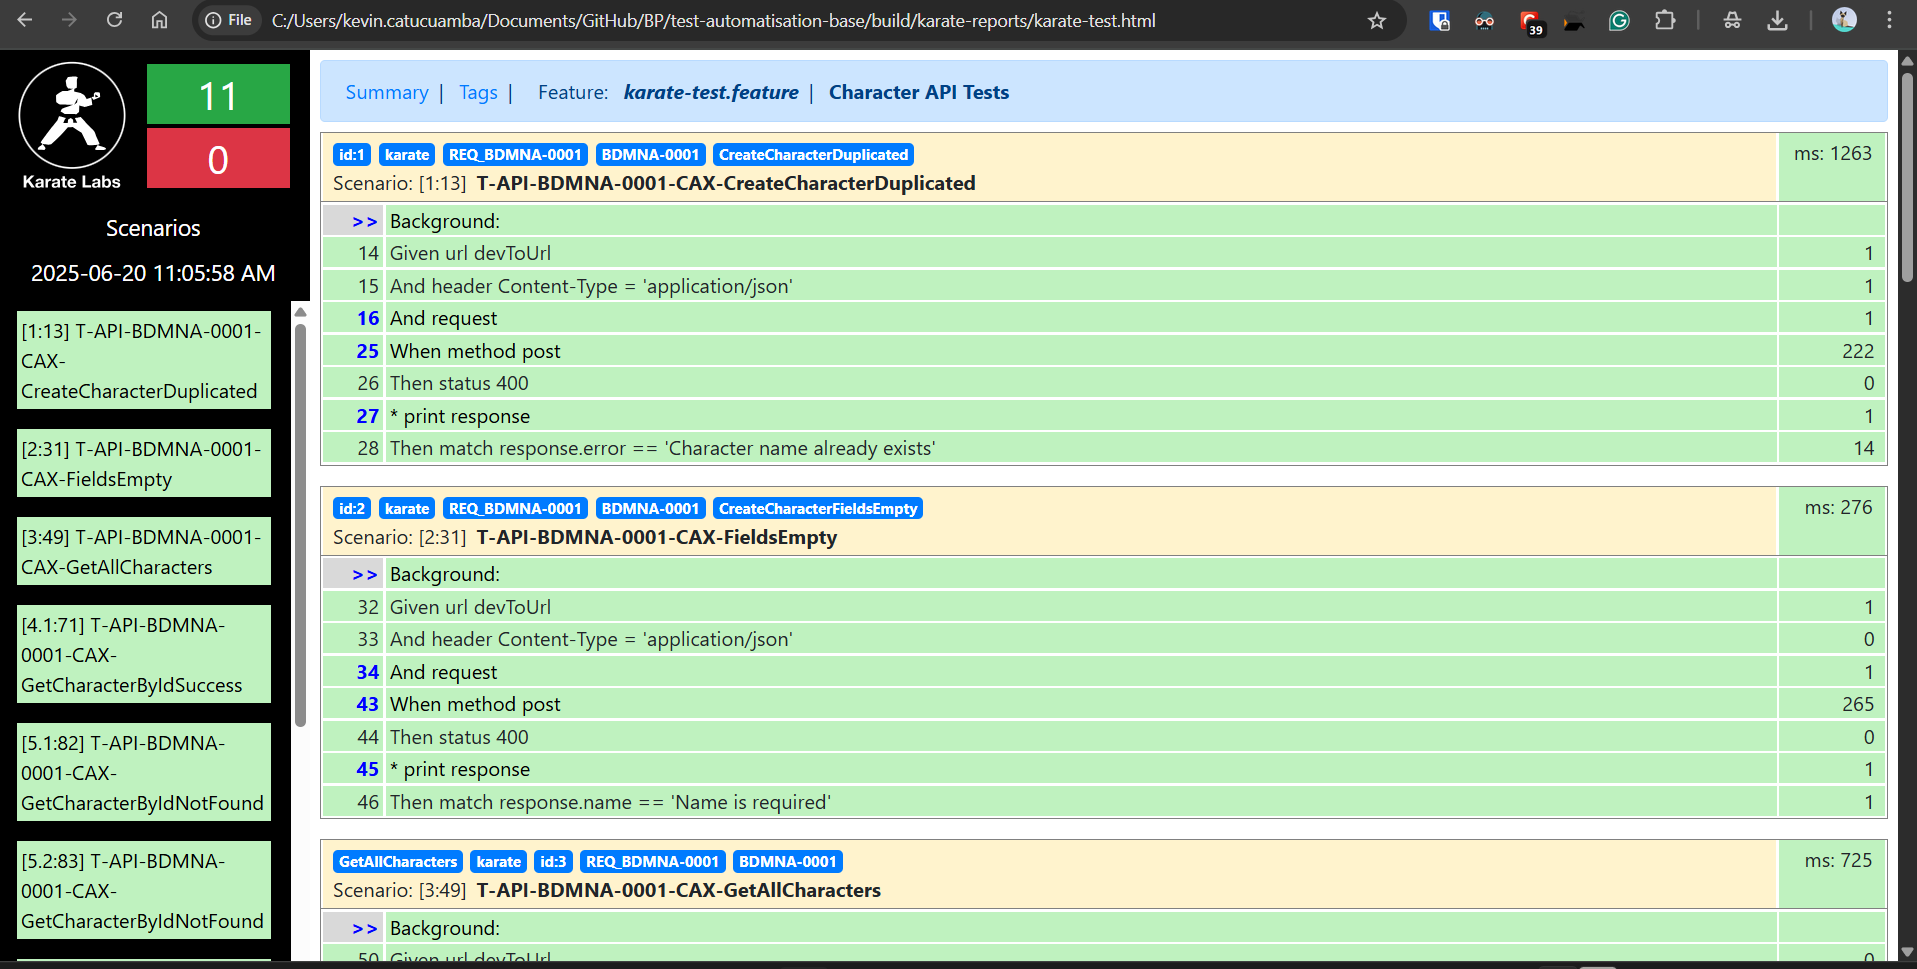 File
C:/Users/kevin.catucuamba/Documents/GitHub/BP/test-automatisation-base/build/karate-reports/karate-test.html
39
Karate Labs
11
0
Scenarios
2025-06-20 11:05:58 AM
[1:13] T-API-BDMNA-0001-
CAX-
CreateCharacterDuplicated
[2:31] T-API-BDMNA-0001-
CAX-FieldsEmpty
[3:49] T-API-BDMNA-0001-
CAX-GetAllCharacters
[4.1:71] T-API-BDMNA-
0001-CAX-
GetCharacterByIdSuccess
[5.1:82] T-API-BDMNA-
0001-CAX-
GetCharacterByIdNotFound
[5.2:83] T-API-BDMNA-
0001-CAX-
GetCharacterByIdNotFound
Summary | Tags | Feature: karate-test.feature | Character API Tests
id:1 karate REQ_BDMNA-0001 BDMNA-0001 CreateCharacterDuplicated
Scenario: [1:13] T-API-BDMNA-0001-CAX-CreateCharacterDuplicated
ms: 1263
>> Background:
14 Given url devToUrl 1
15 And header Content-Type = 'application/json' 1
16 And request 1
25 When method post 222
26 Then status 400 0
27 * print response 1
28 Then match response.error == 'Character name already exists' 14
id:2 karate REQ_BDMNA-0001 BDMNA-0001 CreateCharacterFieldsEmpty
Scenario: [2:31] T-API-BDMNA-0001-CAX-FieldsEmpty
ms: 276
>> Background:
32 Given url devToUrl 1
33 And header Content-Type = 'application/json' 0
34 And request 1
43 When method post 265
44 Then status 400 0
45 * print response 1
46 Then match response.name == 'Name is required' 1
GetAllCharacters karate id:3 REQ_BDMNA-0001 BDMNA-0001
Scenario: [3:49] T-API-BDMNA-0001-CAX-GetAllCharacters
ms: 725
>> Background:
50 Given url devToUrl 0